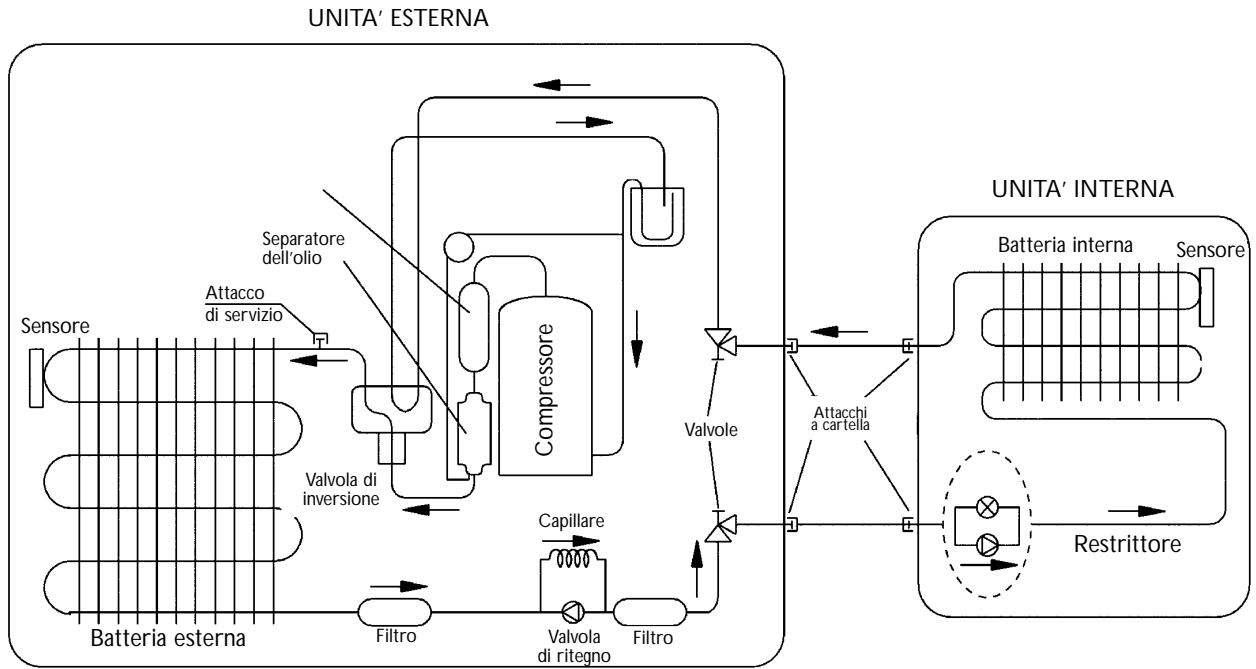 UNITA' ESTERNA
UNITA' INTERNA
Batteria interna
Sensore
Separatore
dell'olio
Attacco
di servizio
Sensore
Compressore
Valvole
Attacchi
a cartella
Valvola di
inversione
Capillare
Restrittore
Batteria esterna
Filtro
Valvola
di ritegno
Filtro